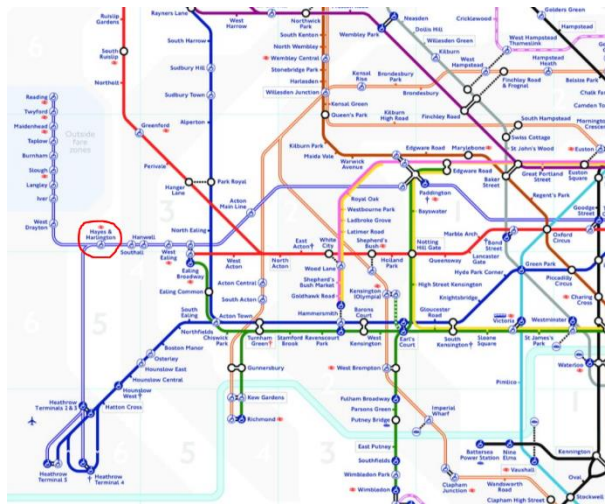 Ruislip
Gardens
South
Ruislip
Northolt
Greenford
Perivale
Hanger
Lane
Rayners Lane
South Harrow
Sudbury Hill
Sudbury Town
Alperton
Park Royal
North Ealing
West
Harrow
Northwick
Park
South Kenton
North Wembley
Wembley Central
Stonebridge Park
Harlesden
Willesden Junction
Kensal Green
Queen's Park
Kilburn Park
Maida Vale
Warwick
Avenue
Wembley Park
Neasden
Dollis Hill
Willesden Green
Kilburn
West
Hampstead
Cricklewood
West Hampstead
Thameslink
Golders Green
Hampstead
Hampstead
Heath
Belsize Park
Chalk Farm
Camden To
Finchley Road
& Frognal
Finchley Road
Kensal
Rise
Brondesbury
Park
Brondesbury
Kilburn
High Road
South Hampstead
Swiss Cottage
St John's Wood
Morningt
Cresce
Euston
Euston
Square
Edgware Road
Marylebone
Edgware
Road
Baker
Street
Great Portland
Street
Regent's Park
Goodge
Street
Paddington
Royal Oak
Westbourne Park
Ladbroke Grove
Latimer Road
Bayswater
Reading
Twyford
Maidenhead
Taplow
Burnham
Slough
Langley
Iver
West
Drayton
Outside
fare
zones
Hayes &
Harlington
Southall
Hanwell
West
Ealing
Ealing
Broadway
Acton
Main Line
West
Acton
North
Acton
East
Acton
White
City
Shepherd's
Bush
Holland
Park
Notting
Hill Gate
Queensway
Lancaster
Gate
Marble Arch
Bond
Street
Oxford
Circus
Wood Lane
Shepherd's
Bush Market
Goldhawk Road
Hammersmith
Kensington
(Olympia)
High Street Kensington
Hyde Park Corner
Knightsbridge
Green Park
Piccadilly
Circus
Charing
Cross
Ealing Common
South
Ealing
Northfields
Boston Manor
Osterley
Hounslow East
Hounslow Central
Hounslow
West
Hatton Cross
Heathrow
Terminals 2 & 3
Heathrow
Terminal 5
Heathrow
Terminal 4
Acton Central
South Acton
Acton Town
Chiswick
Park
Turnham
Green
Stamford
Brook
Ravenscourt
Park
Barons
Court
West
Kensington
Earl's
Court
Gloucester
Road
South
Kensington
Sloane
Square
Victoria
St James's
Park
Westminster
Waterloo
Pimlico
Gunnersbury
Kew Gardens
Richmond
West Brompton
Fulham Broadway
Parsons Green
Putney Bridge
East Putney
Southfields
Wimbledon Park
Wimbledon
Imperial
Wharf
Clapham
Junction
Wandsworth
Road
Clapham High Street
Battersea
Power Station
Nine
Elms
Vauxhall
Kennington
Oval
Stockwell
6
5
5
4
3
6
3
1